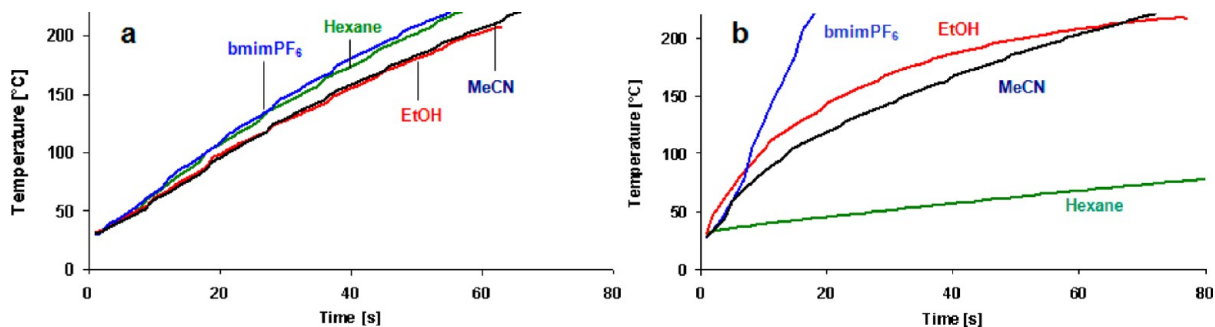 a
Temperature [°C]
200
150
100
50
0
0
20
40
60
80
Time [s]
bmimPF₆
Hexane
EtOH
MeCN
b
Temperature [°C]
200
150
100
50
0
0
20
40
60
80
Time [s]
bmimPF₆
EtOH
MeCN
Hexane